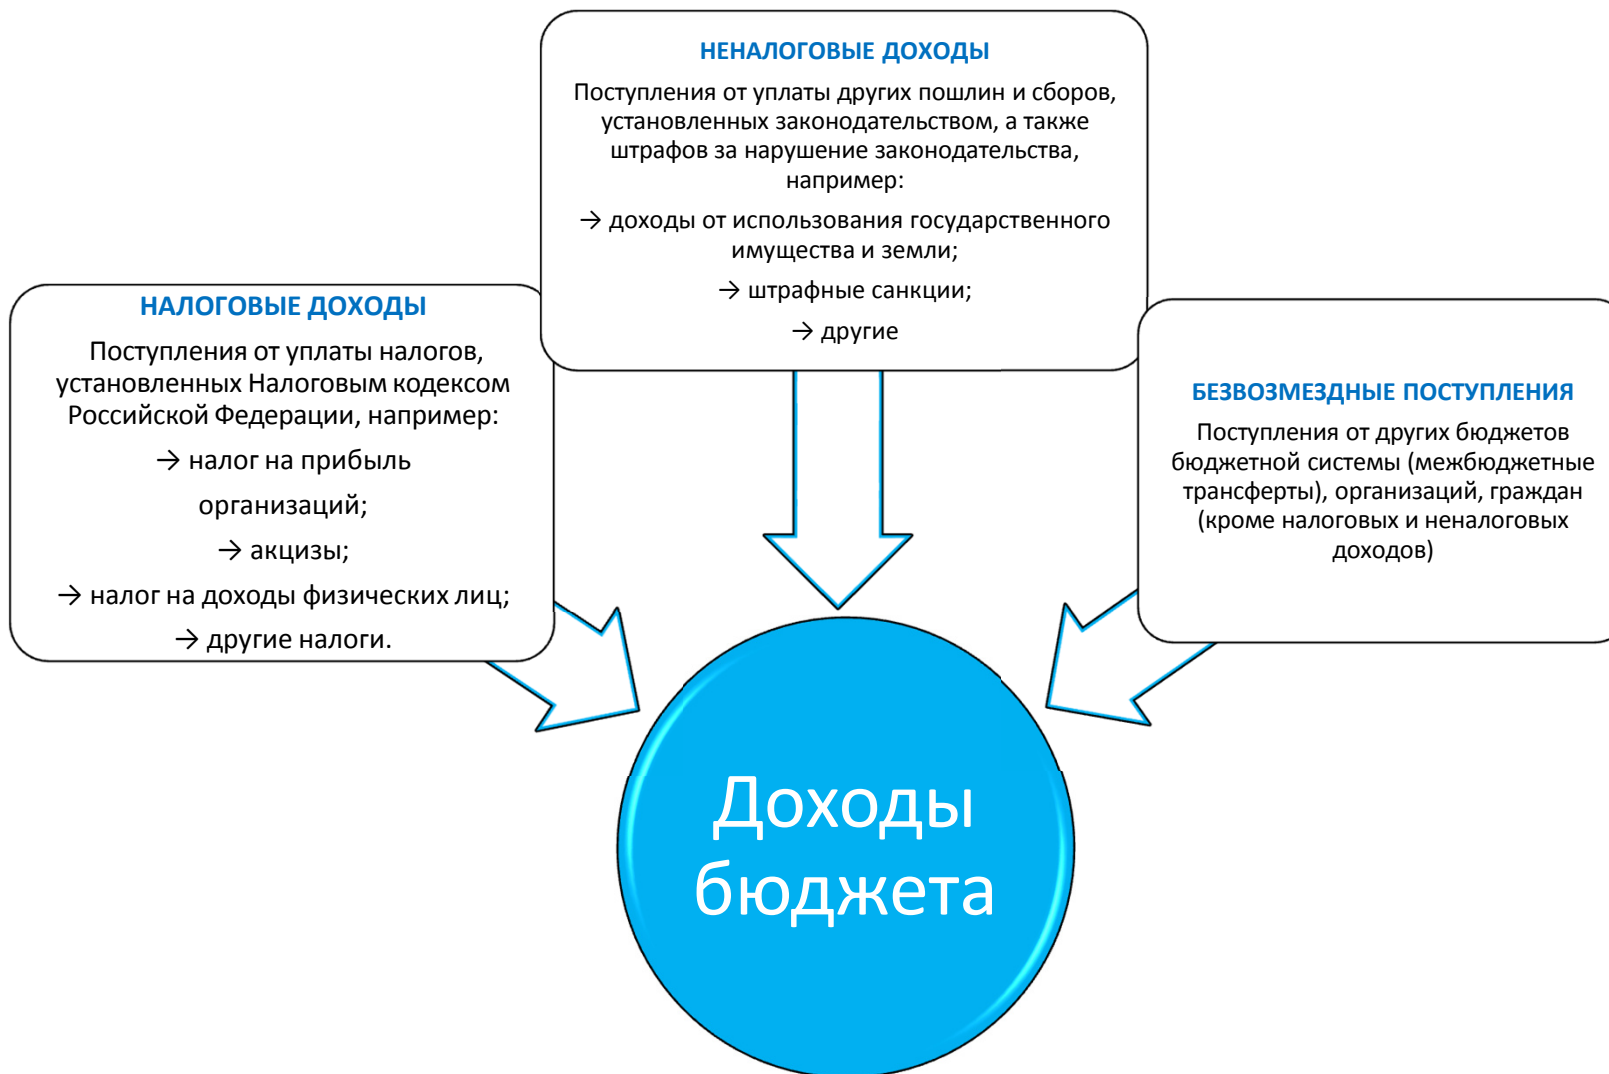 НЕНАЛОГОВЫЕ ДОХОДЫ
Поступления от уплаты других пошлин и сборов,
установленных законодательством, а также
штрафов за нарушение законодательства,
например:
→ доходы от использования государственного
имущества и земли;
→ штрафные санкции;
→ другие
НАЛОГОВЫЕ ДОХОДЫ
Поступления от уплаты налогов,
установленных Налоговым кодексом
Российской Федерации, например:
→ налог на прибыль
организаций;
→ акцизы;
→ налог на доходы физических лиц;
→ другие налоги.
БЕЗВОЗМЕЗДНЫЕ ПОСТУПЛЕНИЯ
Поступления от других бюджетов
бюджетной системы (межбюджетные
трансферты), организаций, граждан
(кроме налоговых и неналоговых
доходов)
Доходы
бюджета